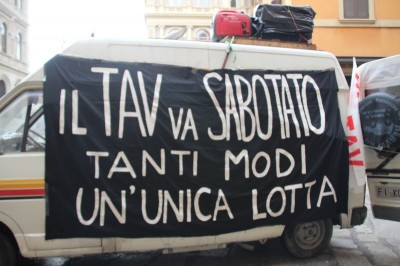 IL TAV VA SABOTATO
TANTI MODI
UN'UNICA LOTTA